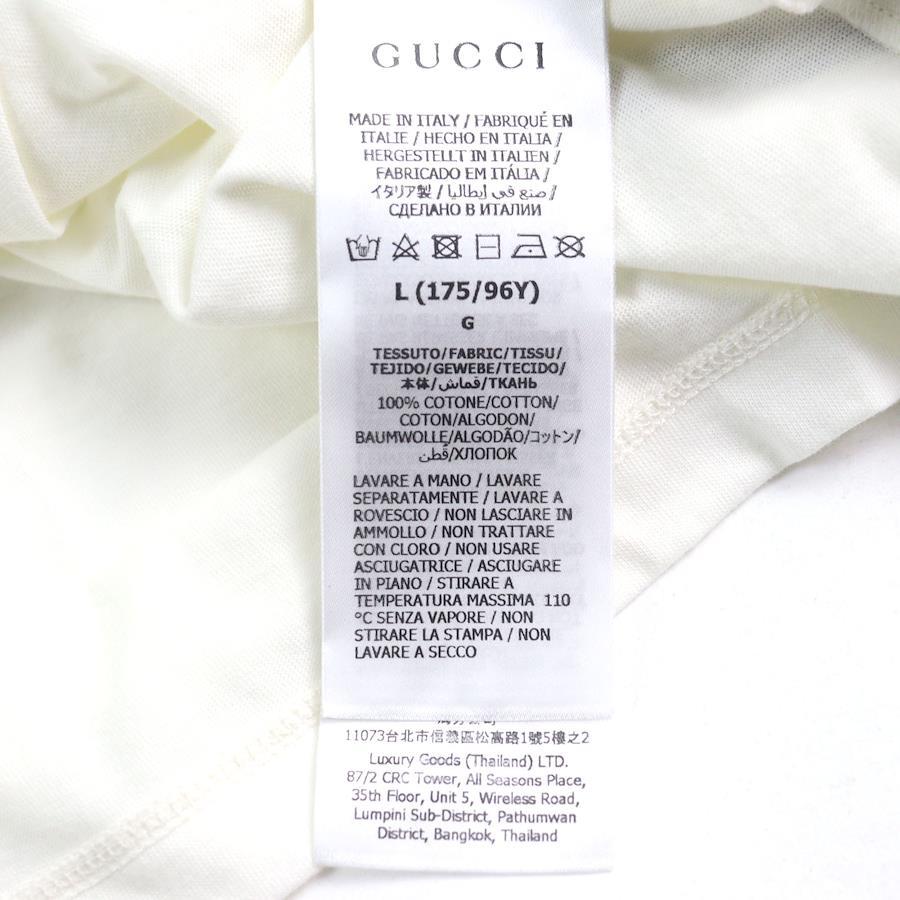 GUCCI
MADE IN ITALY / FABRIQUÉ EN
ITALIE / HECHO EN ITALIA /
HERGESTELLT IN ITALIEN /
FABRICADO EM ITÁLIA /
イタリア製 / صنع في إيطاليا /
СДЕЛАНО В ИТАЛИИ
L (175/96Y)
G
TESSUTO/FABRIC/TISSU/
TEJIDO/GEWEBE/TECIDO/
本体/قماش/ТКАНЬ
100% COTONE/COTTON/
COTON/ALGODON/
BAUMWOLLE/ALGODÃO/コットン/
قطن/ХЛОПОК
LAVARE A MANO / LAVARE
SEPARATAMENTE / LAVARE A
ROVESCIO / NON LASCIARE IN
AMMOLLO / NON TRATTARE
CON CLORO / NON USARE
ASCIUGATRICE / ASCIUGARE
IN PIANO / STIRARE A
TEMPERATURA MASSIMA 110
°C SENZA VAPORE / NON
STIRARE LA STAMPA / NON
LAVARE A SECCO
11073台北市信義區松高路1號5樓之2
Luxury Goods (Thailand) LTD.
87/2 CRC Tower, All Seasons Place,
35th Floor, Unit 5, Wireless Road,
Lumpini Sub-District, Pathumwan
District, Bangkok, Thailand